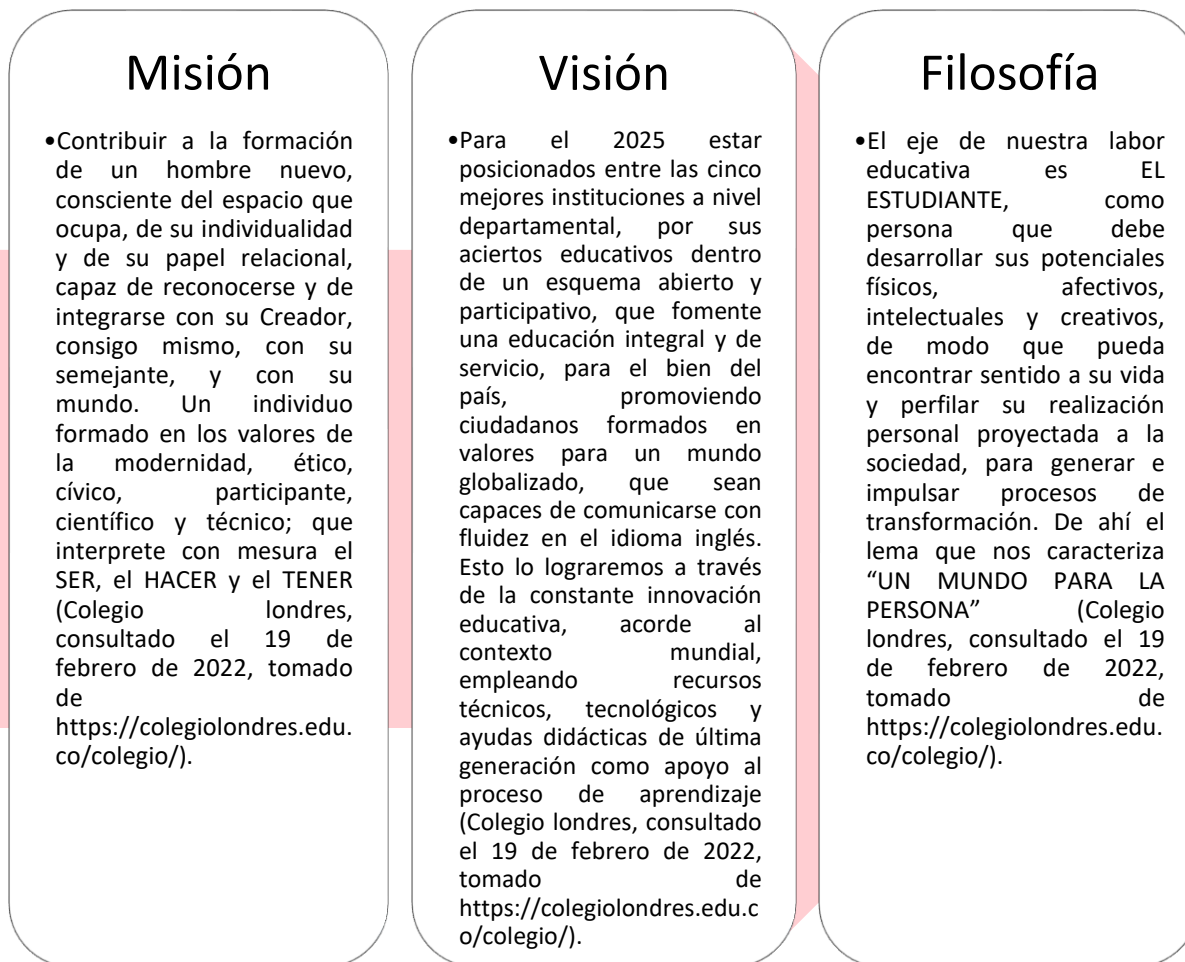 Misión
•Contribuir a la formación
de un hombre nuevo,
consciente del espacio que
ocupa, de su individualidad
y de su papel relacional,
capaz de reconocerse y de
integrarse con su Creador,
consigo mismo, con su
semejante, y con su
mundo. Un individuo
formado en los valores de
la modernidad, ético,
cívico, participante,
científico y técnico; que
interprete con mesura el
SER, el HACER y el TENER
(Colegio londres,
consultado el 19 de
febrero de 2022, tomado
de
https://colegiolondres.edu.
co/colegio/).
Visión
•Para el 2025 estar
posicionados entre las cinco
mejores instituciones a nivel
departamental, por sus
aciertos educativos dentro
de un esquema abierto y
participativo, que fomente
una educación integral y de
servicio, para el bien del
país, promoviendo
ciudadanos formados en
valores para un mundo
globalizado, que sean
capaces de comunicarse con
fluidez en el idioma inglés.
Esto lo lograremos a través
de la constante innovación
educativa, acorde al
contexto mundial,
empleando recursos
técnicos, tecnológicos y
ayudas didácticas de última
generación como apoyo al
proceso de aprendizaje
(Colegio londres, consultado
el 19 de febrero de 2022,
tomado de
https://colegiolondres.edu.c
o/colegio/).
Filosofía
•El eje de nuestra labor
educativa es EL
ESTUDIANTE, como
persona que debe
desarrollar sus potenciales
físicos, afectivos,
intelectuales y creativos,
de modo que pueda
encontrar sentido a su vida
y perfilar su realización
personal proyectada a la
sociedad, para generar e
impulsar procesos de
transformación. De ahí el
lema que nos caracteriza
“UN MUNDO PARA LA
PERSONA” (Colegio
londres, consultado el 19
de febrero de 2022,
tomado de
https://colegiolondres.edu.
co/colegio/).